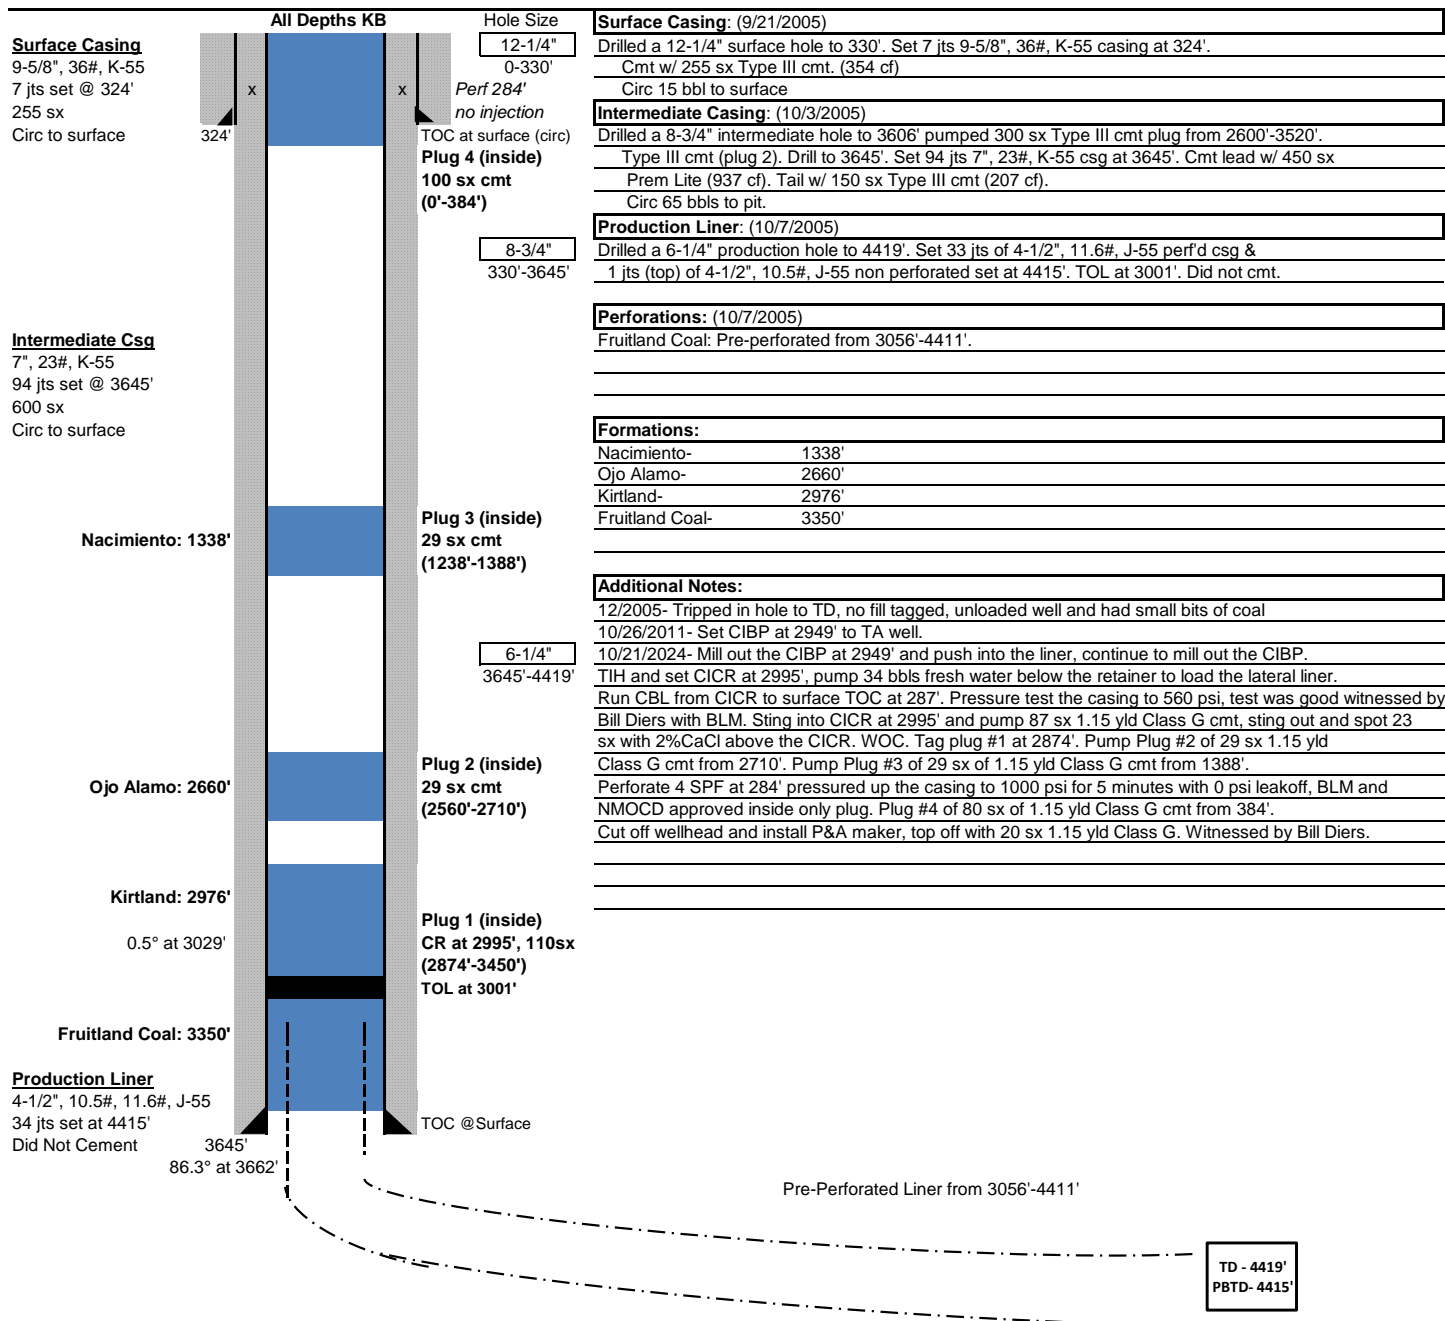 All Depths KB
Hole Size
Surface Casing
9-5/8", 36#, K-55
7 jts set @ 324'
255 sx
Circ to surface
324'
x
x
12-1/4"
0-330'
Perf 284'
no injection
TOC at surface (circ)
Plug 4 (inside)
100 sx cmt
(0'-384')
8-3/4"
330'-3645'
Intermediate Csg
7", 23#, K-55
94 jts set @ 3645'
600 sx
Circ to surface
Nacimiento: 1338'
Plug 3 (inside)
29 sx cmt
(1238'-1388')
6-1/4"
3645'-4419'
Ojo Alamo: 2660'
Plug 2 (inside)
29 sx cmt
(2560'-2710')
Kirtland: 2976'
0.5° at 3029'
Plug 1 (inside)
CR at 2995', 110sx
(2874'-3450')
TOL at 3001'
Fruitland Coal: 3350'
Production Liner
4-1/2", 10.5#, 11.6#, J-55
34 jts set at 4415'
Did Not Cement
3645'
86.3° at 3662'
TOC @Surface
Surface Casing: (9/21/2005)
Drilled a 12-1/4" surface hole to 330'. Set 7 jts 9-5/8", 36#, K-55 casing at 324'.
Cmt w/ 255 sx Type III cmt. (354 cf)
Circ 15 bbl to surface
Intermediate Casing: (10/3/2005)
Drilled a 8-3/4" intermediate hole to 3606' pumped 300 sx Type III cmt plug from 2600'-3520'.
Type III cmt (plug 2). Drill to 3645'. Set 94 jts 7", 23#, K-55 csg at 3645'. Cmt lead w/ 450 sx
Prem Lite (937 cf). Tail w/ 150 sx Type III cmt (207 cf).
Circ 65 bbls to pit.
Production Liner: (10/7/2005)
Drilled a 6-1/4" production hole to 4419'. Set 33 jts of 4-1/2", 11.6#, J-55 perf'd csg &
1 jts (top) of 4-1/2", 10.5#, J-55 non perforated set at 4415'. TOL at 3001'. Did not cmt.
Perforations: (10/7/2005)
Fruitland Coal: Pre-perforated from 3056'-4411'.
Formations:
Nacimiento- 1338'
Ojo Alamo- 2660'
Kirtland- 2976'
Fruitland Coal- 3350'
Additional Notes:
12/2005- Tripped in hole to TD, no fill tagged, unloaded well and had small bits of coal
10/26/2011- Set CIBP at 2949' to TA well.
10/21/2024- Mill out the CIBP at 2949' and push into the liner, continue to mill out the CIBP.
TIH and set CICR at 2995', pump 34 bbls fresh water below the retainer to load the lateral liner.
Run CBL from CICR to surface TOC at 287'. Pressure test the casing to 560 psi, test was good witnessed by
Bill Diers with BLM. Sting into CICR at 2995' and pump 87 sx 1.15 yld Class G cmt, sting out and spot 23
sx with 2%CaCl above the CICR. WOC. Tag plug #1 at 2874'. Pump Plug #2 of 29 sx 1.15 yld
Class G cmt from 2710'. Pump Plug #3 of 29 sx of 1.15 yld Class G cmt from 1388'.
Perforate 4 SPF at 284' pressured up the casing to 1000 psi for 5 minutes with 0 psi leakoff, BLM and
NMOCD approved inside only plug. Plug #4 of 80 sx of 1.15 yld Class G cmt from 384'.
Cut off wellhead and install P&A maker, top off with 20 sx 1.15 yld Class G. Witnessed by Bill Diers.
Pre-Perforated Liner from 3056'-4411'
TD - 4419'
PBTD- 4415'